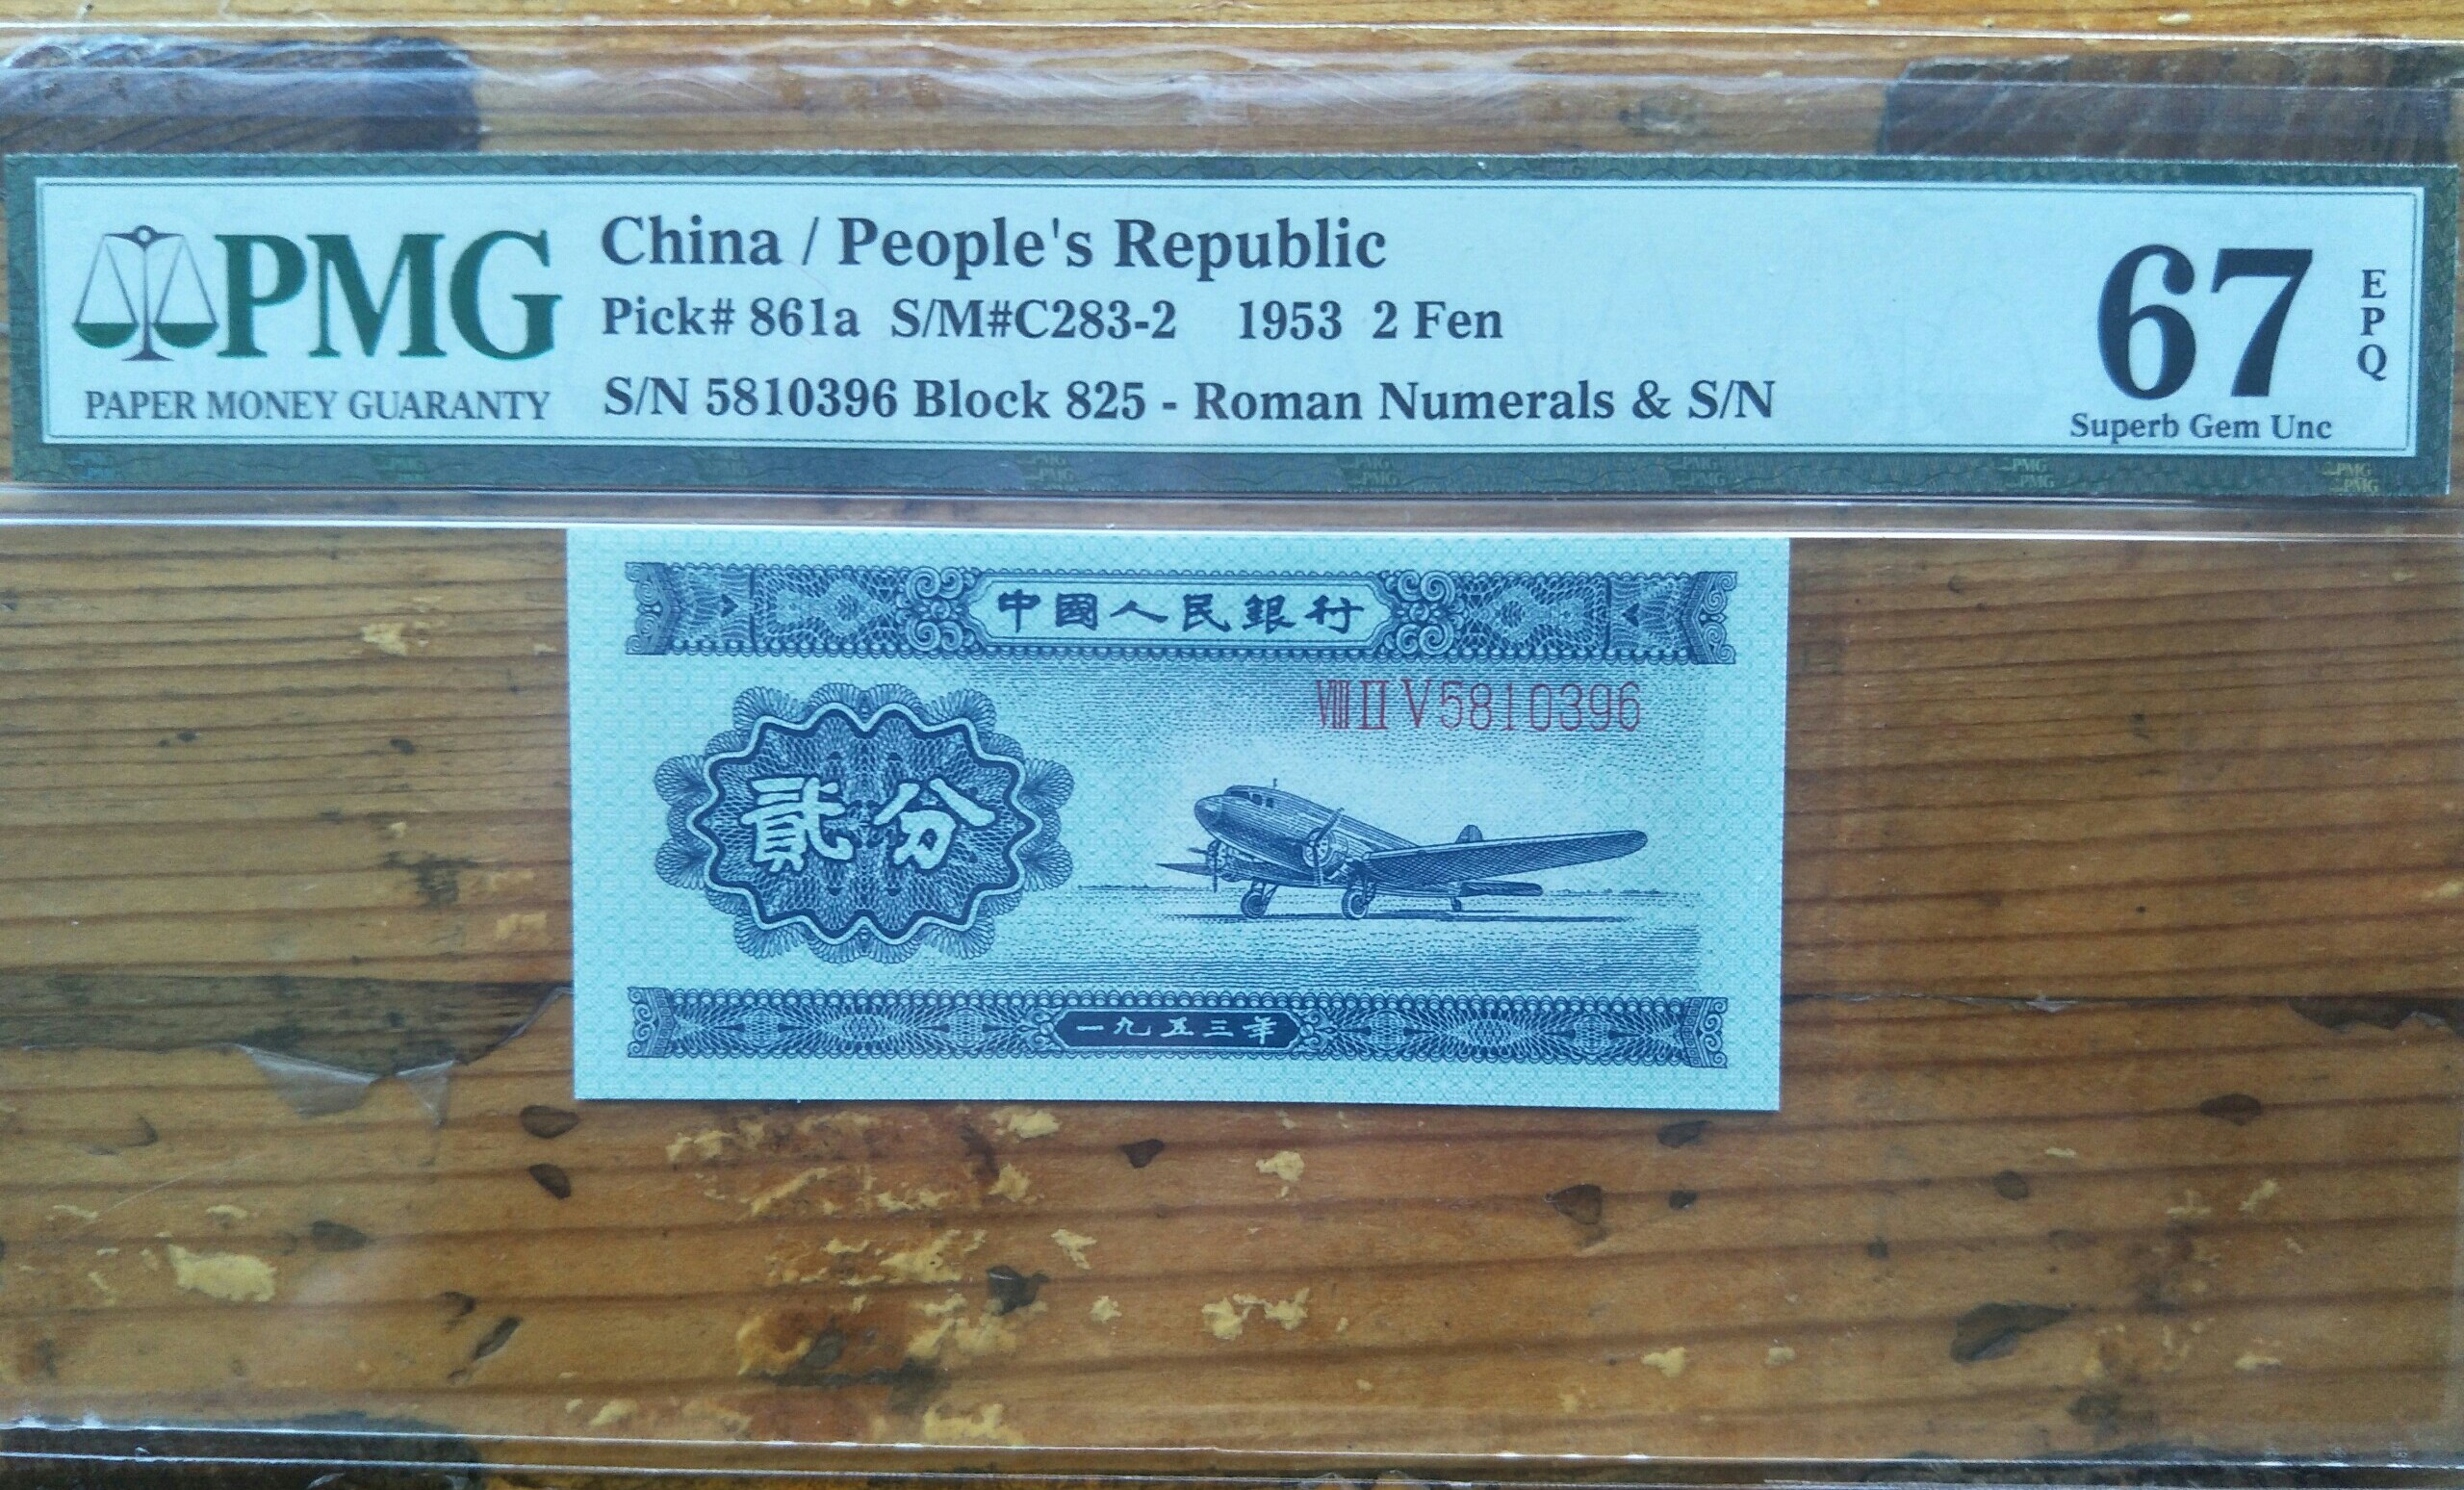 PMG
PAPER MONEY GUARANTY
China / People's Republic
Pick# 861a S/M#C283-2 1953 2 Fen
S/N 5810396 Block 825 - Roman Numerals & S/N
67
EPQ
Superb Gem Unc
中國人民銀行
ⅧⅡⅤ5810396
貳分
一九五三年